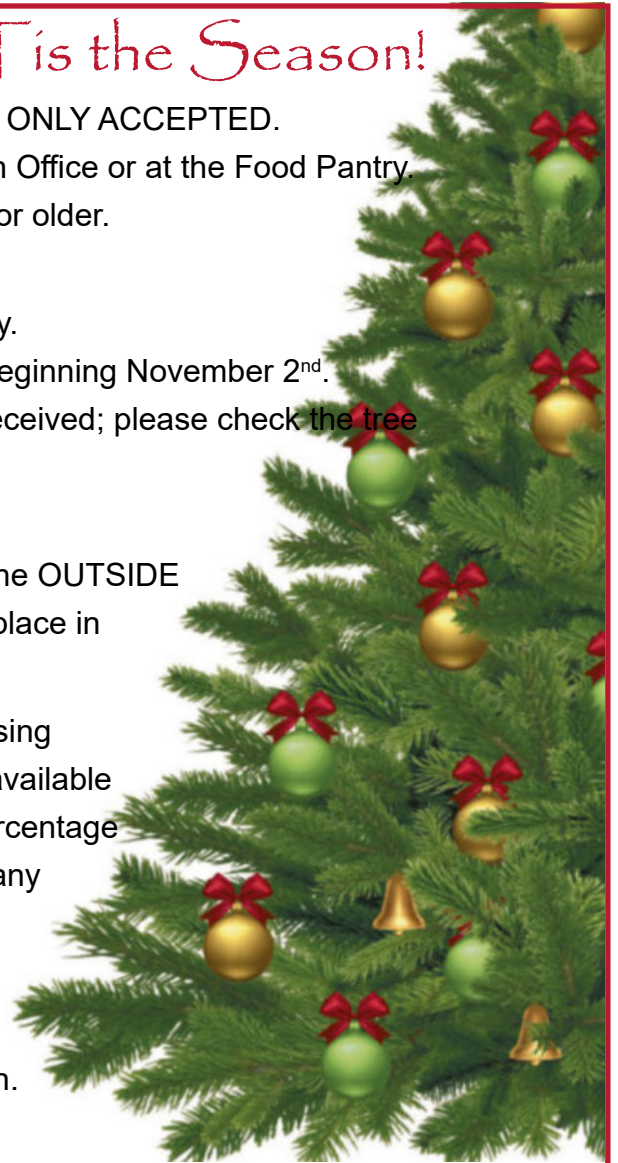 T is the Season!
ONLY ACCEPTED.
Office or at the Food Pantry.
or older.
y.
eginning November 2nd.
eceived; please check the tree
he OUTSIDE
place in
sing
available
rcentage
any
n.